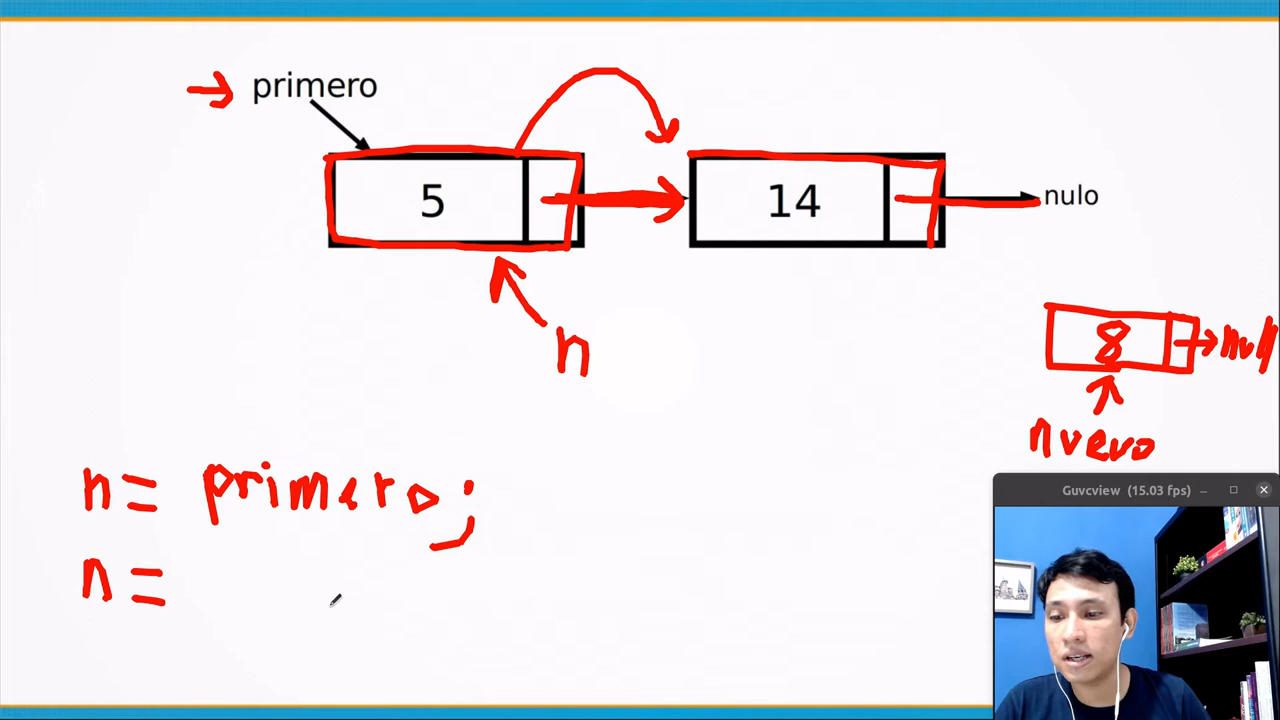 primero
5
14
nulo
n
8
null
nuevo
n= primero;
n=
Guvcview (15.03 fps)